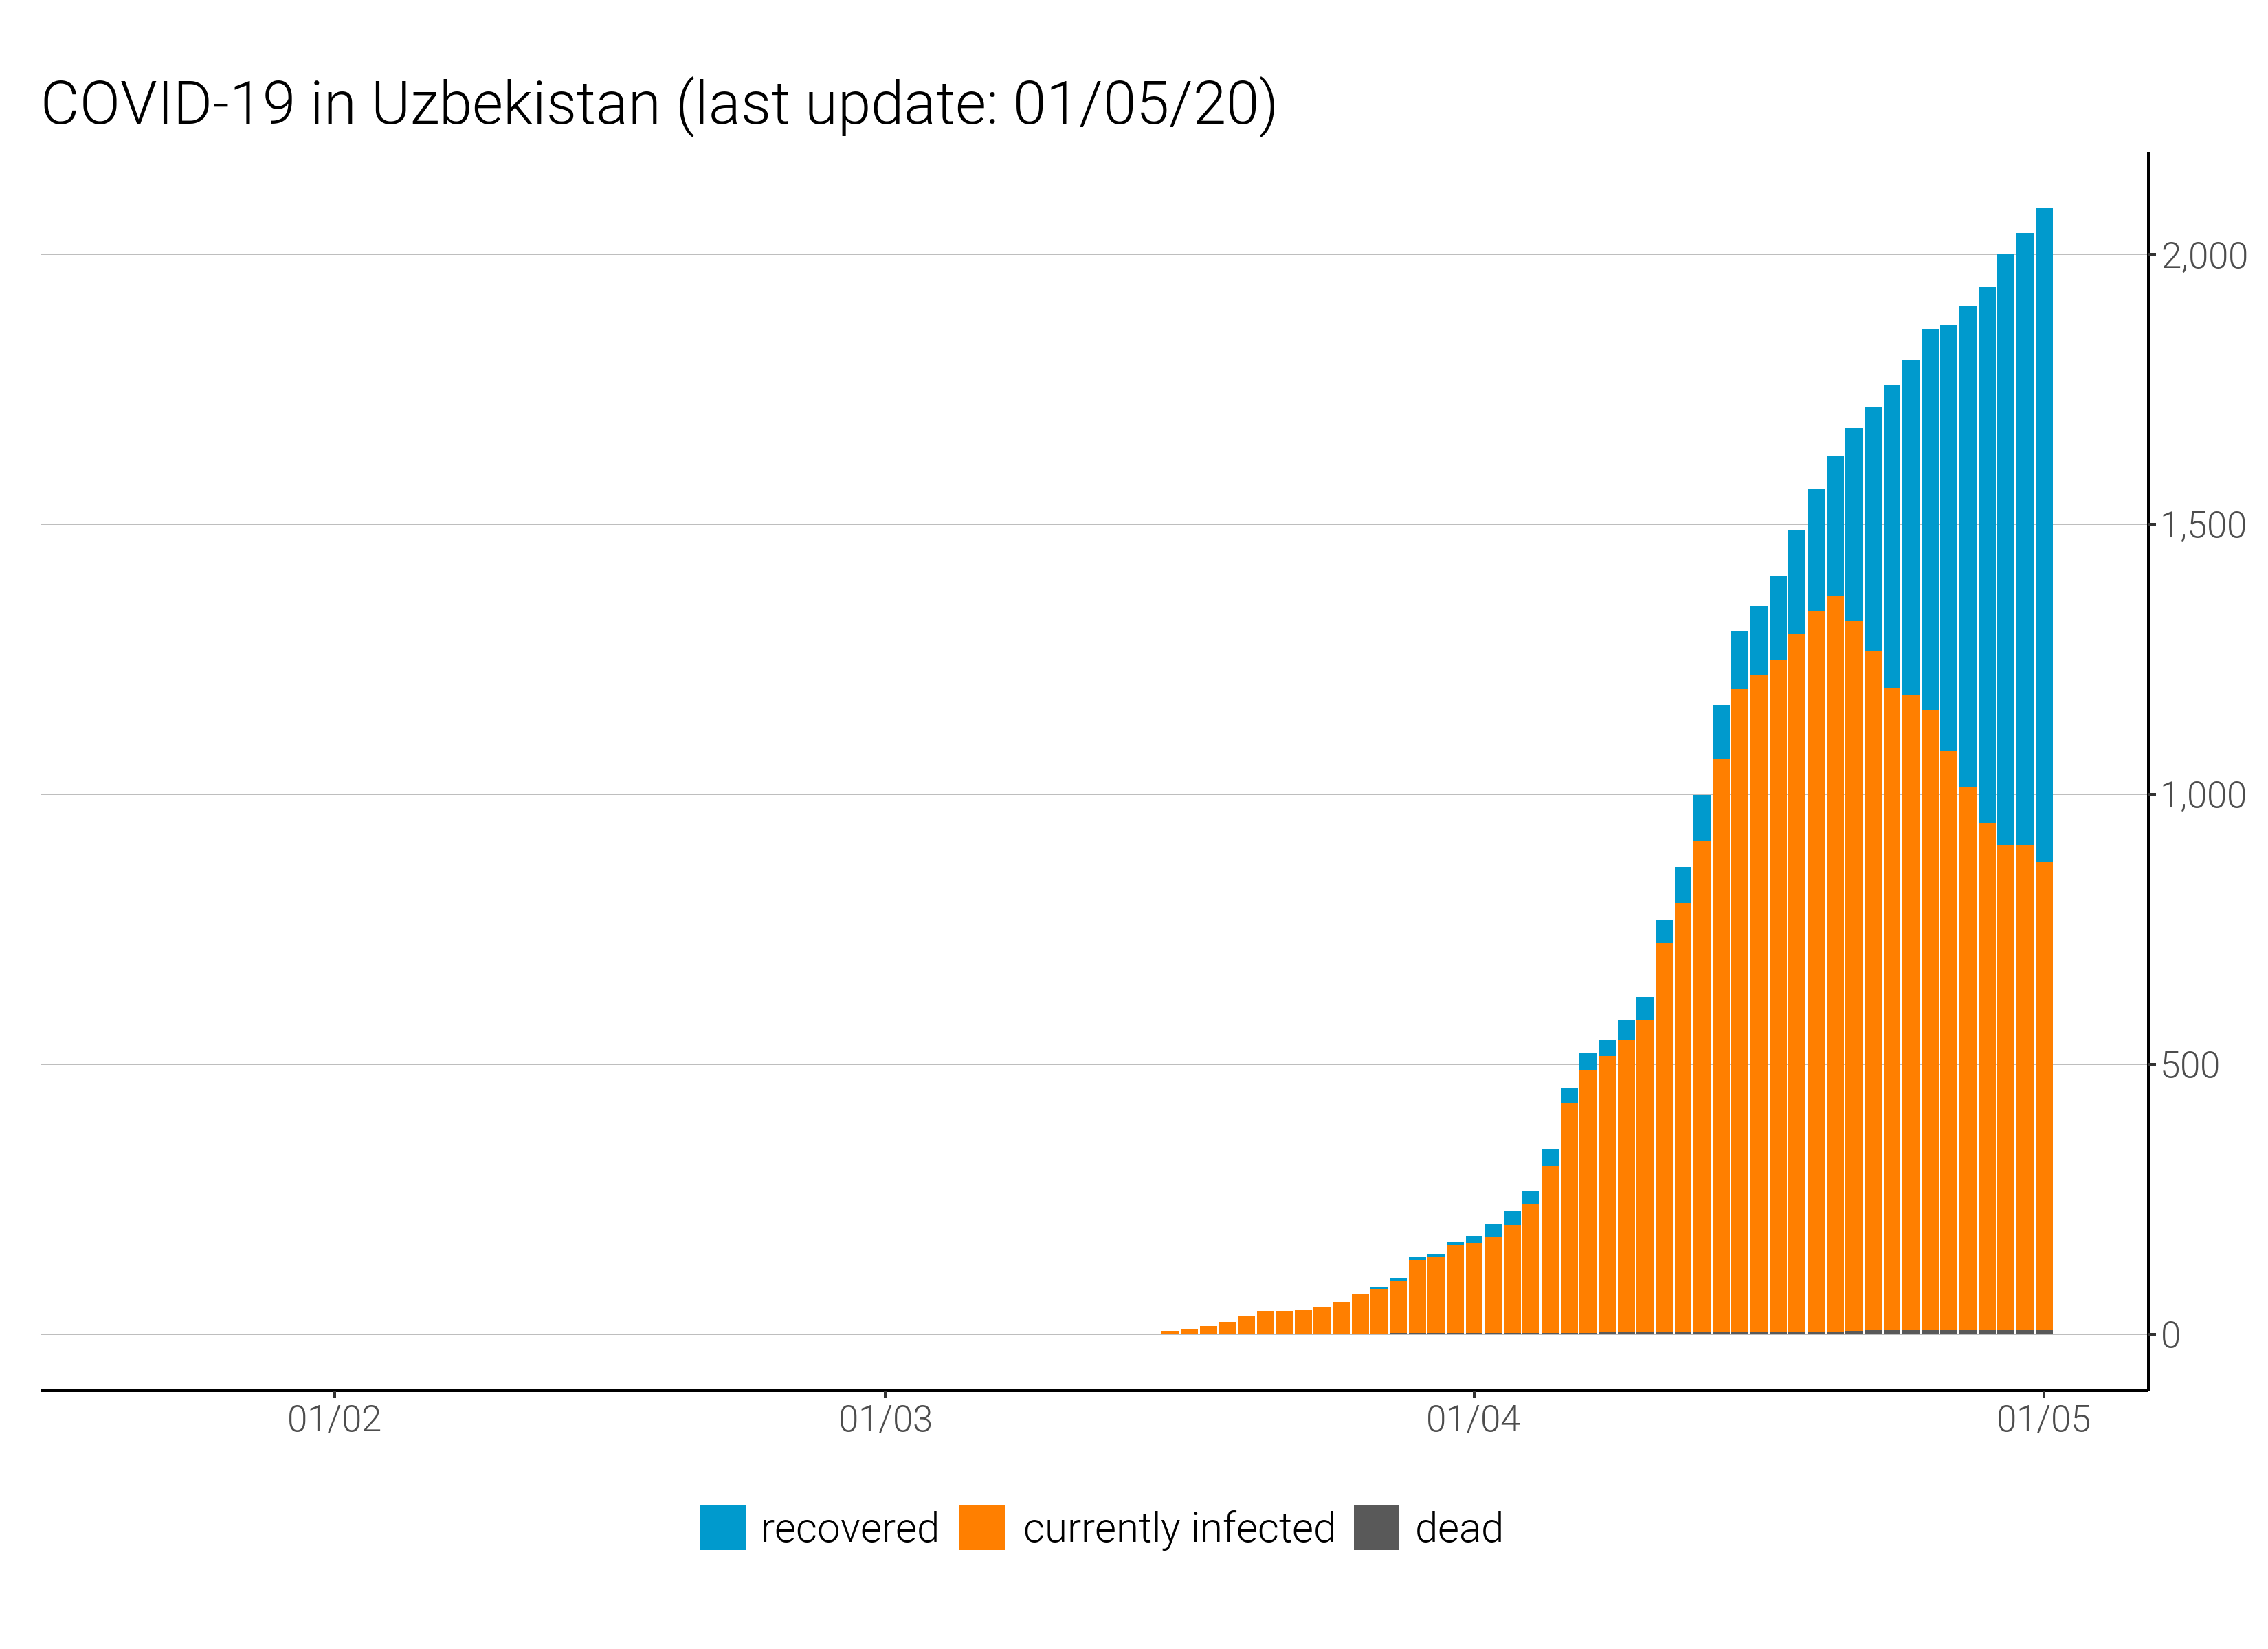 COVID-19 in Uzbekistan (last update: 01/05/20)
2,000
1,500
1,000
500
0
01/02 01/03 01/04 01/05
recovered currently infected dead